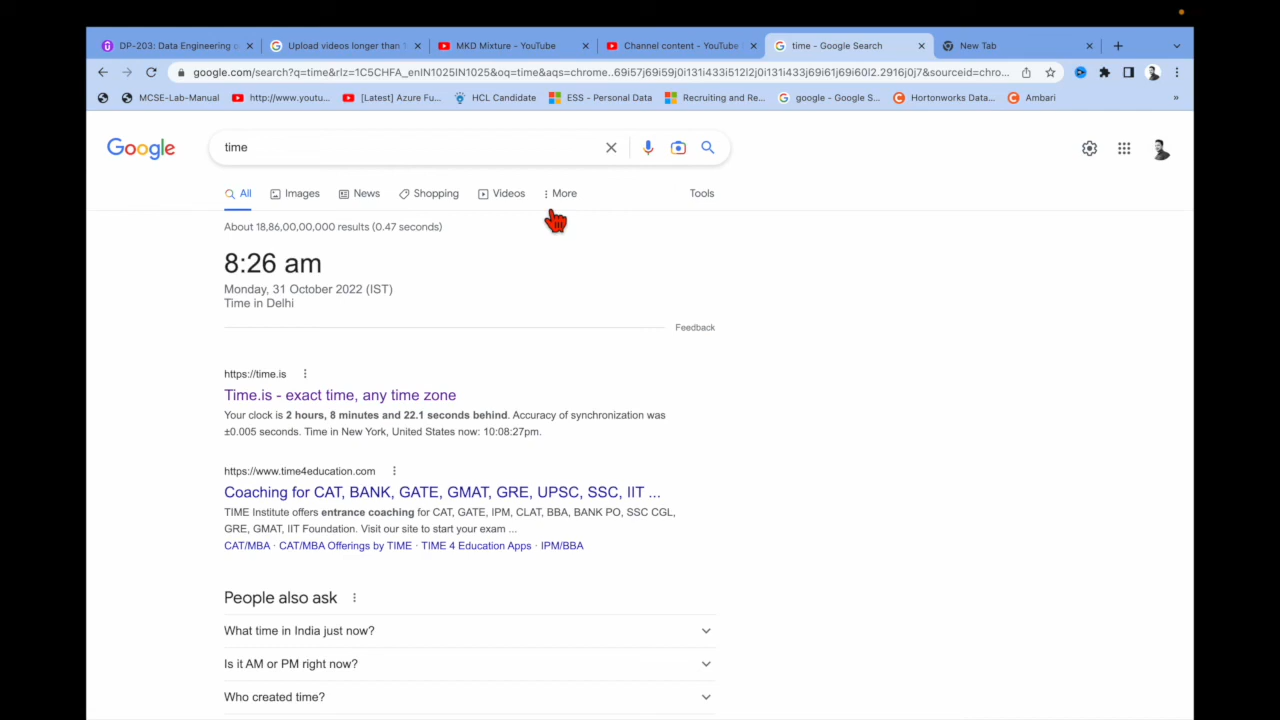 DP-203: Data Engineering o
Upload videos longer than 1
MKD Mixture - YouTube
Channel content - YouTube
time - Google Search
New Tab
google.com/search?q=time&rlz=1C5CHFA_enIN1025IN1025&oq=time&aqs=chrome..69i57j69i59j0i131i433i512l2j0i131i433j69i61j69i60l2.2916j0j7&sourceid=chro...
MCSE-Lab-Manual
http://www.youtu...
[Latest] Azure Fu...
HCL Candidate
ESS - Personal Data
Recruiting and Re...
google - Google S...
Hortonworks Data...
Ambari
»
Google
time
All
Images
News
Shopping
Videos
More
Tools
About 18,86,00,00,000 results (0.47 seconds)
8:26 am
Monday, 31 October 2022 (IST)
Time in Delhi
Feedback
https://time.is
Time.is - exact time, any time zone
Your clock is 2 hours, 8 minutes and 22.1 seconds behind. Accuracy of synchronization was
±0.005 seconds. Time in New York, United States now: 10:08:27pm.
https://www.time4education.com
Coaching for CAT, BANK, GATE, GMAT, GRE, UPSC, SSC, IIT ...
TIME Institute offers entrance coaching for CAT, GATE, IPM, CLAT, BBA, BANK PO, SSC CGL,
GRE, GMAT, IIT Foundation. Visit our site to start your exam ...
CAT/MBA · CAT/MBA Offerings by TIME · TIME 4 Education Apps · IPM/BBA
People also ask
What time in India just now?
Is it AM or PM right now?
Who created time?